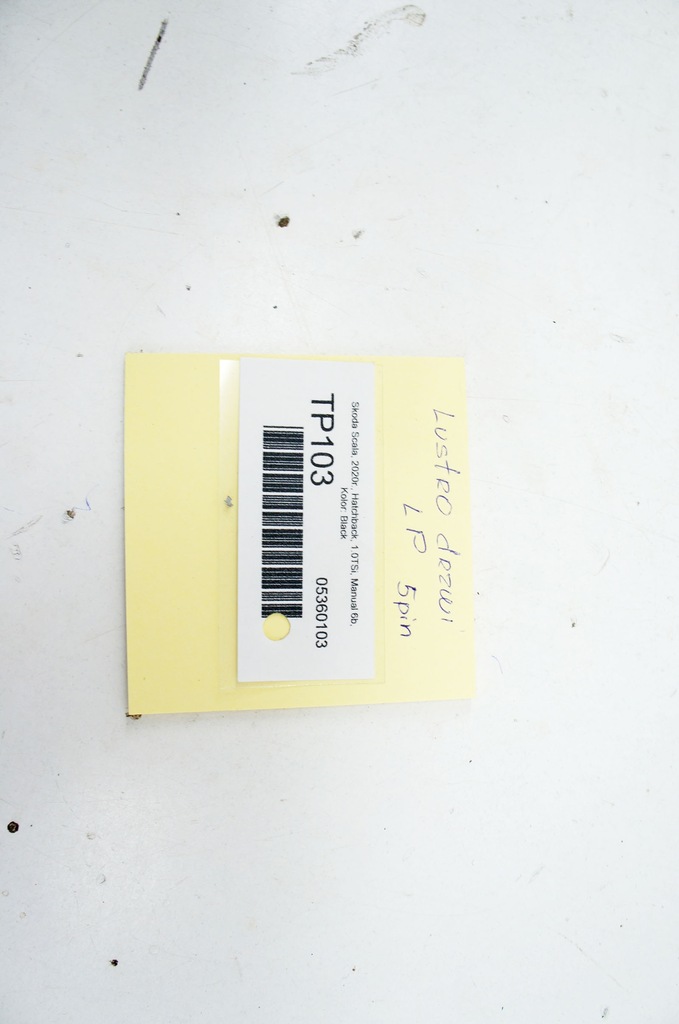 Lustro drzwi
LP 5pin
Skoda Scala, 2020r., Hatchback, 1.0TSi, Manual 6b,
Kolor: Black
TP103
05360103